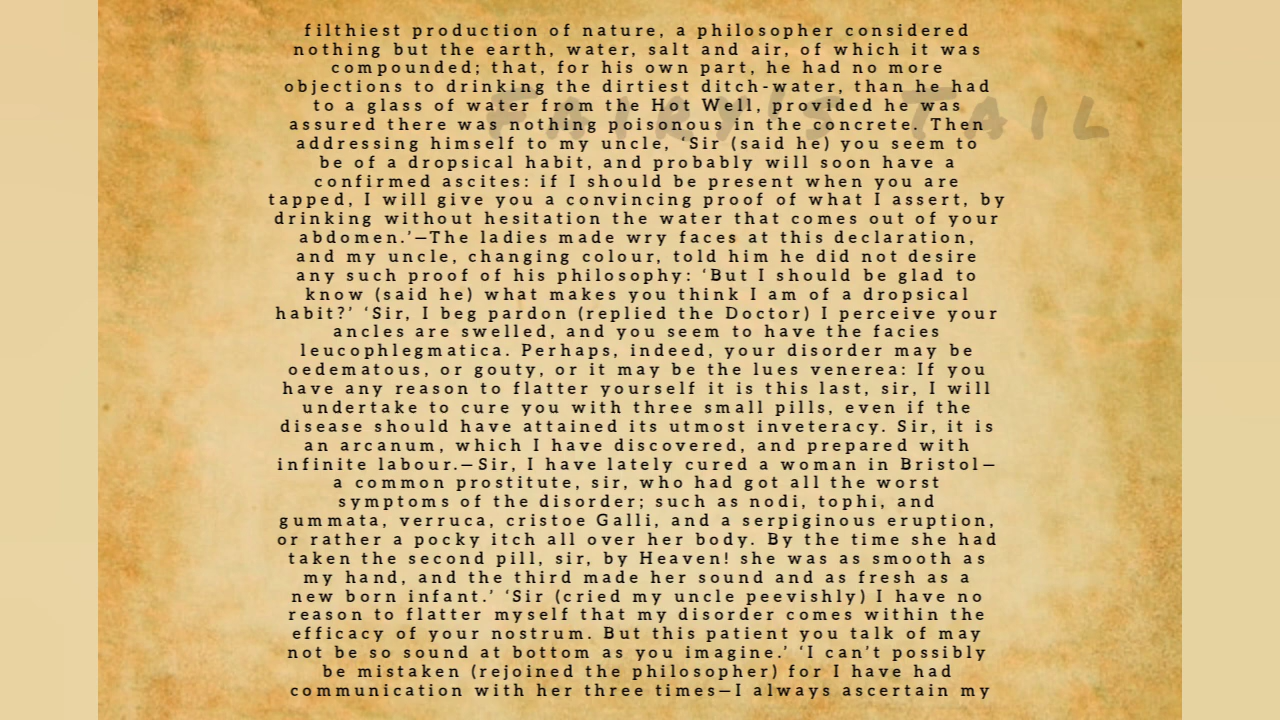 filthiest production of nature, a philosopher considered
nothing but the earth, water, salt and air, of which it was
compounded; that, for his own part, he had no more
objections to drinking the dirtiest ditch-water, than he had
to a glass of water from the Hot Well, provided he was
FAIRY'S TAIL
assured there was nothing poisonous in the concrete. Then
addressing himself to my uncle, ‘Sir (said he) you seem to
be of a dropsical habit, and probably will soon have a
confirmed ascites: if I should be present when you are
tapped, I will give you a convincing proof of what I assert, by
drinking without hesitation the water that comes out of your
abdomen.’—The ladies made wry faces at this declaration,
and my uncle, changing colour, told him he did not desire
any such proof of his philosophy: ‘But I should be glad to
know (said he) what makes you think I am of a dropsical
habit?’ ‘Sir, I beg pardon (replied the Doctor) I perceive your
ancles are swelled, and you seem to have the facies
leucophlegmatica. Perhaps, indeed, your disorder may be
oedematous, or gouty, or it may be the lues venerea: If you
have any reason to flatter yourself it is this last, sir, I will
undertake to cure you with three small pills, even if the
disease should have attained its utmost inveteracy. Sir, it is
an arcanum, which I have discovered, and prepared with
infinite labour.—Sir, I have lately cured a woman in Bristol—
a common prostitute, sir, who had got all the worst
symptoms of the disorder; such as nodi, tophi, and
gummata, verruca, cristoe Galli, and a serpiginous eruption,
or rather a pocky itch all over her body. By the time she had
taken the second pill, sir, by Heaven! she was as smooth as
my hand, and the third made her sound and as fresh as a
new born infant.’ ‘Sir (cried my uncle peevishly) I have no
reason to flatter myself that my disorder comes within the
efficacy of your nostrum. But this patient you talk of may
not be so sound at bottom as you imagine.’ ‘I can’t possibly
be mistaken (rejoined the philosopher) for I have had
communication with her three times—I always ascertain my